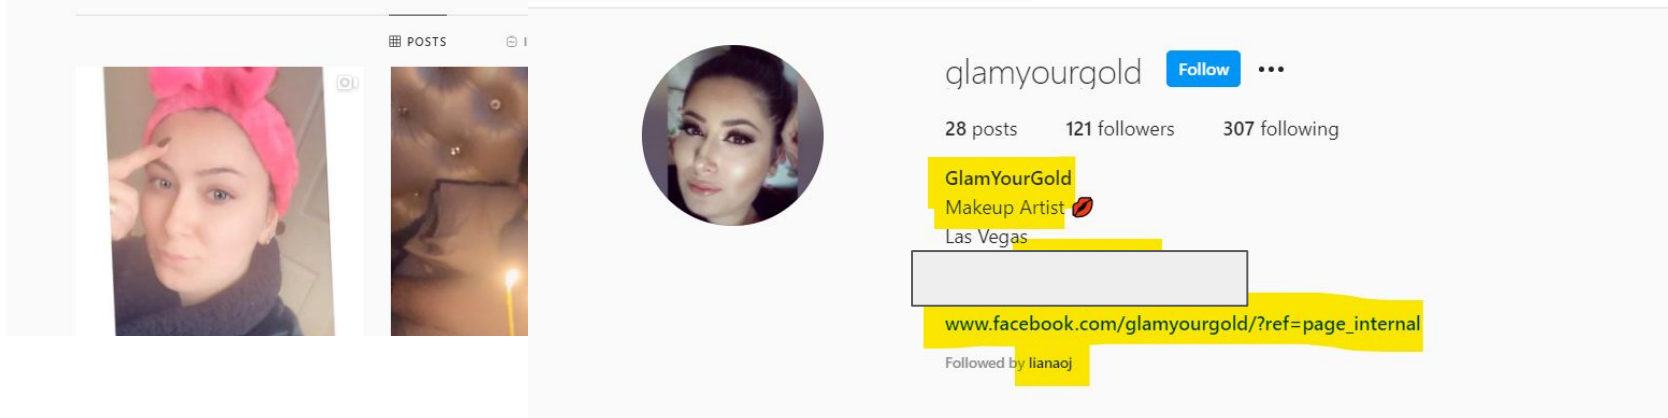 POSTS
glamyourgold Follow
28 posts 121 followers 307 following
GlamYourGold
Makeup Artist 💋
Las Vegas
www.facebook.com/glamyourgold/?ref=page_internal
Followed by lianaoj